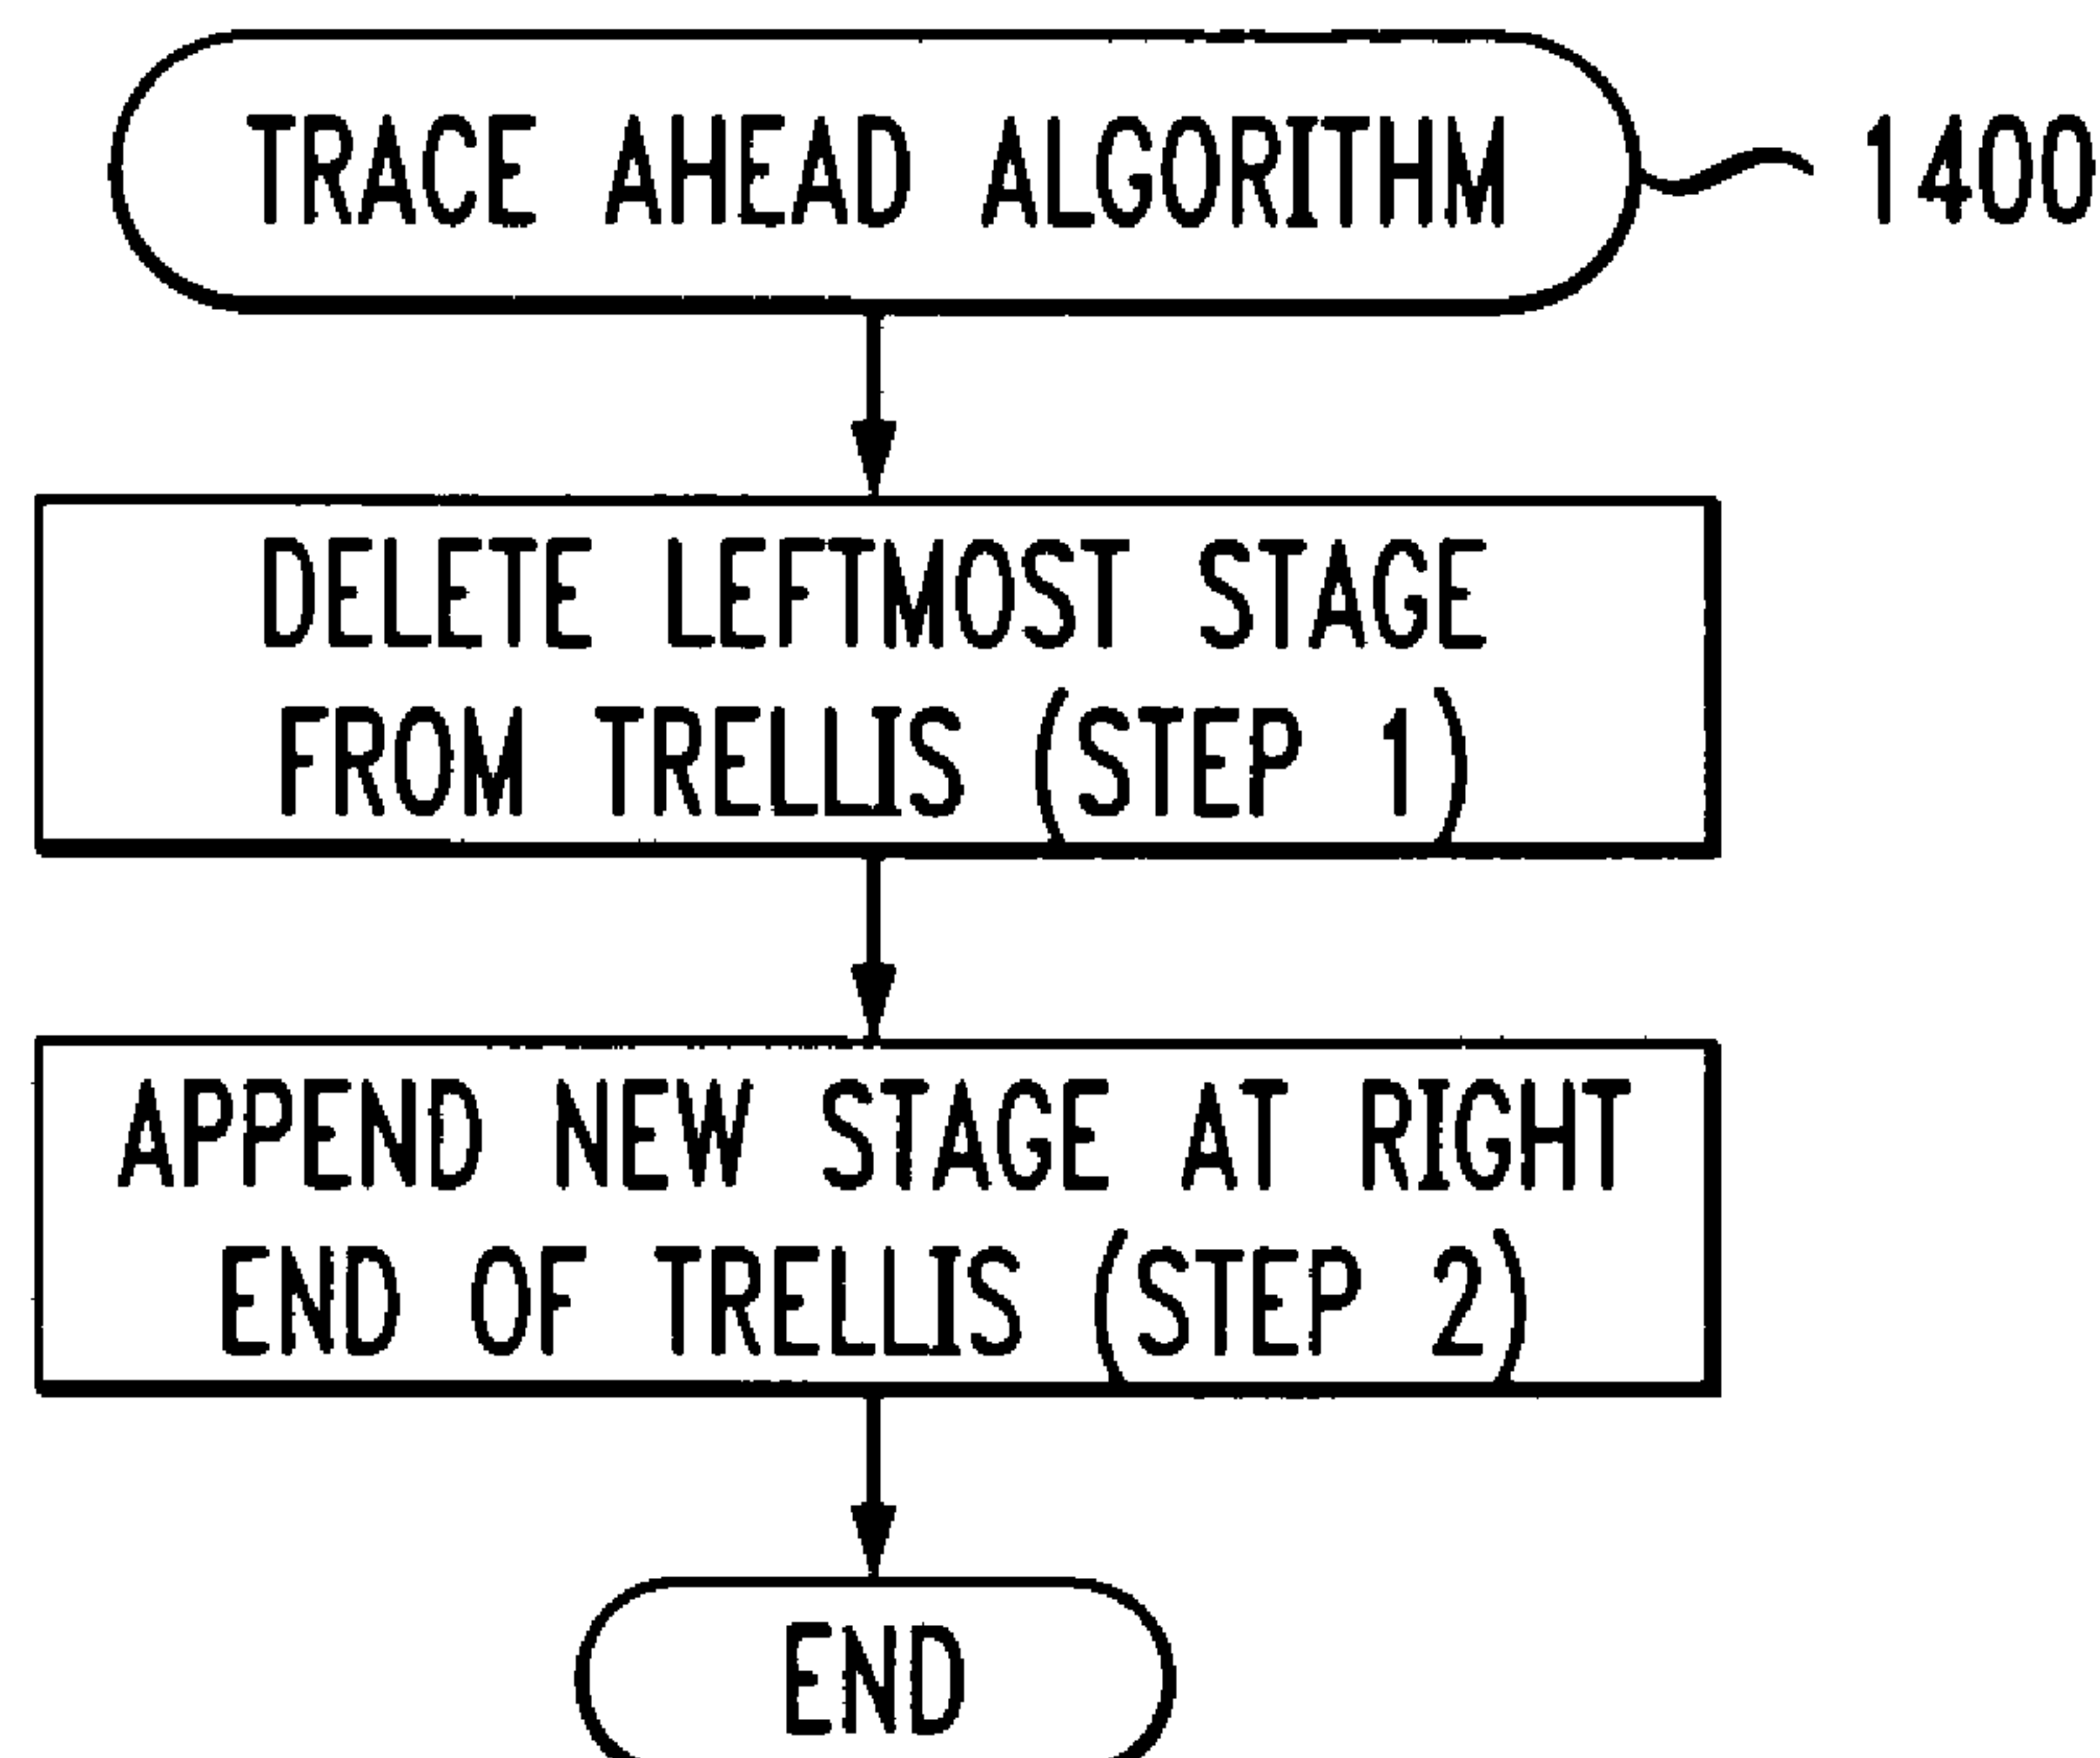 TRACE AHEAD ALGORITHM
1400
DELETE LEFTMOST STAGE
FROM TRELLIS (STEP 1)
APPEND NEW STAGE AT RIGHT
END OF TRELLIS (STEP 2)
END